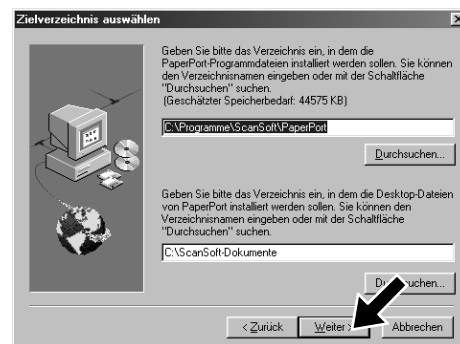 Zielverzeichnis auswählen
Geben Sie bitte das Verzeichnis ein, in dem die
PaperPort-Programmdateien installiert werden sollen. Sie können
den Verzeichnisnamen eingeben oder mit der Schaltfläche
"Durchsuchen" suchen.
(Geschätzter Speicherbedarf: 44575 KB)
C:\Programme\ScanSoft\PaperPort
Durchsuchen...
Geben Sie bitte das Verzeichnis ein, in dem die Desktop-Dateien
von PaperPort installiert werden sollen. Sie können den
Verzeichnisnamen eingeben oder mit der Schaltfläche
"Durchsuchen" suchen.
C:\ScanSoft-Dokumente
Durchsuchen...
< Zurück Weiter > Abbrechen